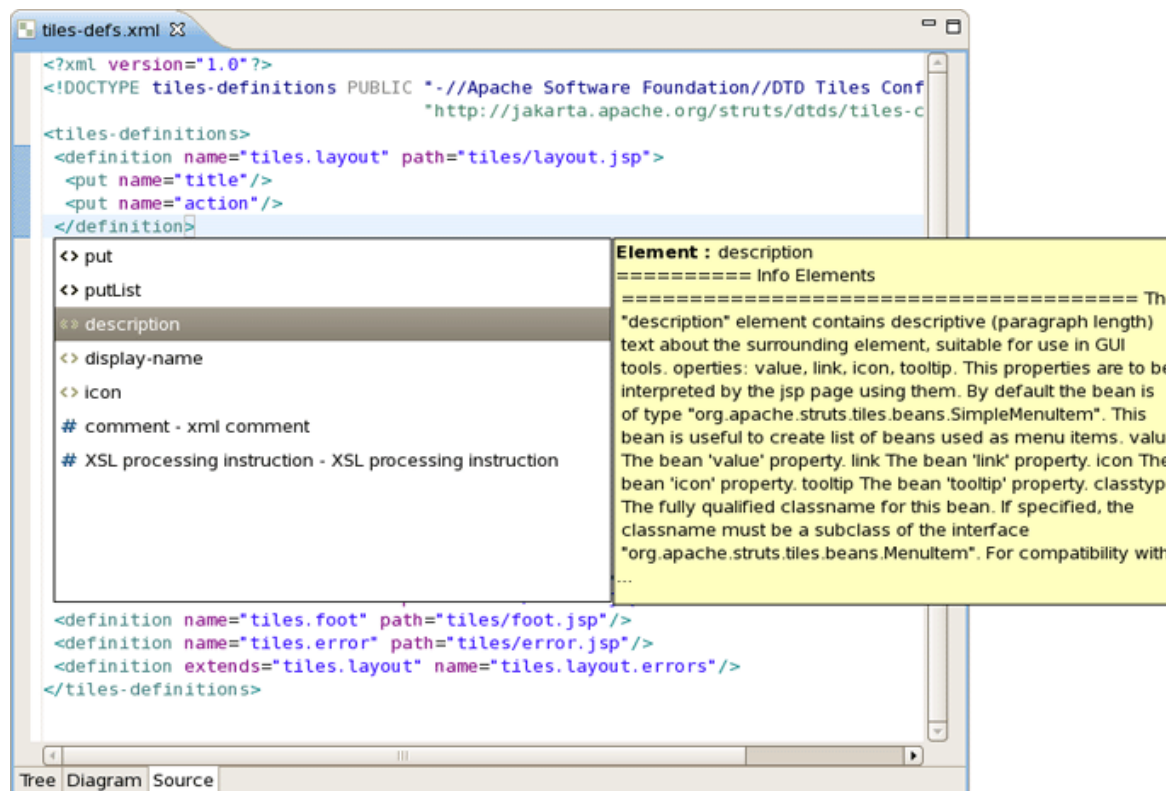 tiles-defs.xml
<?xml version="1.0"?>
<!DOCTYPE tiles-definitions PUBLIC "-//Apache Software Foundation//DTD Tiles Conf
"http://jakarta.apache.org/struts/dtds/tiles-c
<tiles-definitions>
<definition name="tiles.layout" path="tiles/layout.jsp">
<put name="title"/>
<put name="action"/>
</definition>
<> put
<> putList
<> description
<> display-name
<> icon
# comment - xml comment
# XSL processing instruction - XSL processing instruction
Element : description
========== Info Elements
====================================== Th
"description" element contains descriptive (paragraph length)
text about the surrounding element, suitable for use in GUI
tools. operties: value, link, icon, tooltip. This properties are to be
interpreted by the jsp page using them. By default the bean is
of type "org.apache.struts.tiles.beans.SimpleMenuItem". This
bean is useful to create list of beans used as menu items. valu
The bean 'value' property. link The bean 'link' property. icon The
bean 'icon' property. tooltip The bean 'tooltip' property. classtyp
The fully qualified classname for this bean. If specified, the
classname must be a subclass of the interface
"org.apache.struts.tiles.beans.MenuItem". For compatibility with
...
<definition name="tiles.foot" path="tiles/foot.jsp"/>
<definition name="tiles.error" path="tiles/error.jsp"/>
<definition extends="tiles.layout" name="tiles.layout.errors"/>
</tiles-definitions>
Tree Diagram Source